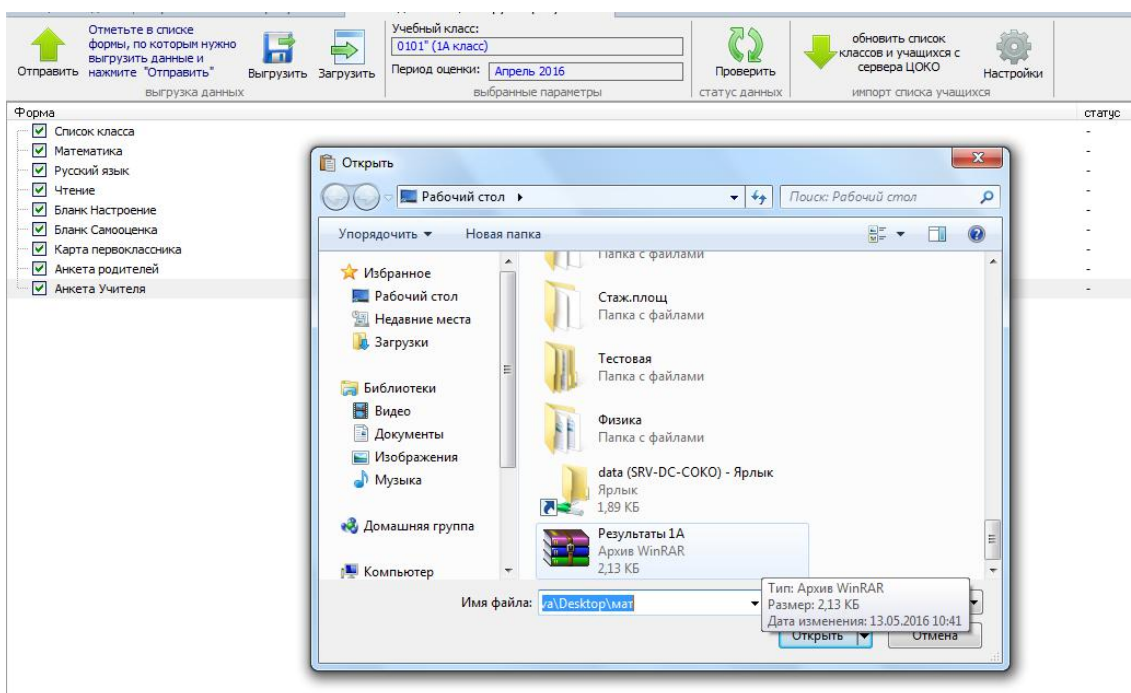 Отметьте в списке
формы, по которым нужно
выгрузить данные и
нажмите "Отправить"
Отправить
Выгрузить
Загрузить
выгрузка данных
Учебный класс:
0101" (1А класс)
Период оценки: Апрель 2016
выбранные параметры
Проверить
статус данных
обновить список
классов и учащихся с
сервера ЦОКО
Настройки
импорт списка учащихся
Форма
статус
Список класса -
Математика -
Русский язык -
Чтение -
Бланк Настроение -
Бланк Самооценка -
Карта первоклассника -
Анкета родителей -
Анкета Учителя -
Открыть
Рабочий стол
Поиск: Рабочий стол
Упорядочить
Новая папка
Избранное
Рабочий стол
Недавние места
Загрузки
Библиотеки
Видео
Документы
Изображения
Музыка
Домашняя группа
Компьютер
Папка с файлами
Стаж.площ
Папка с файлами
Тестовая
Папка с файлами
Физика
Папка с файлами
data (SRV-DC-COKO) - Ярлык
Ярлык
1,89 КБ
Результаты 1А
Архив WinRAR
2,13 КБ
Имя файла: va\Desktop\мат
Тип: Архив WinRAR
Размер: 2,13 КБ
Дата изменения: 13.05.2016 10:41
Открыть
Отмена